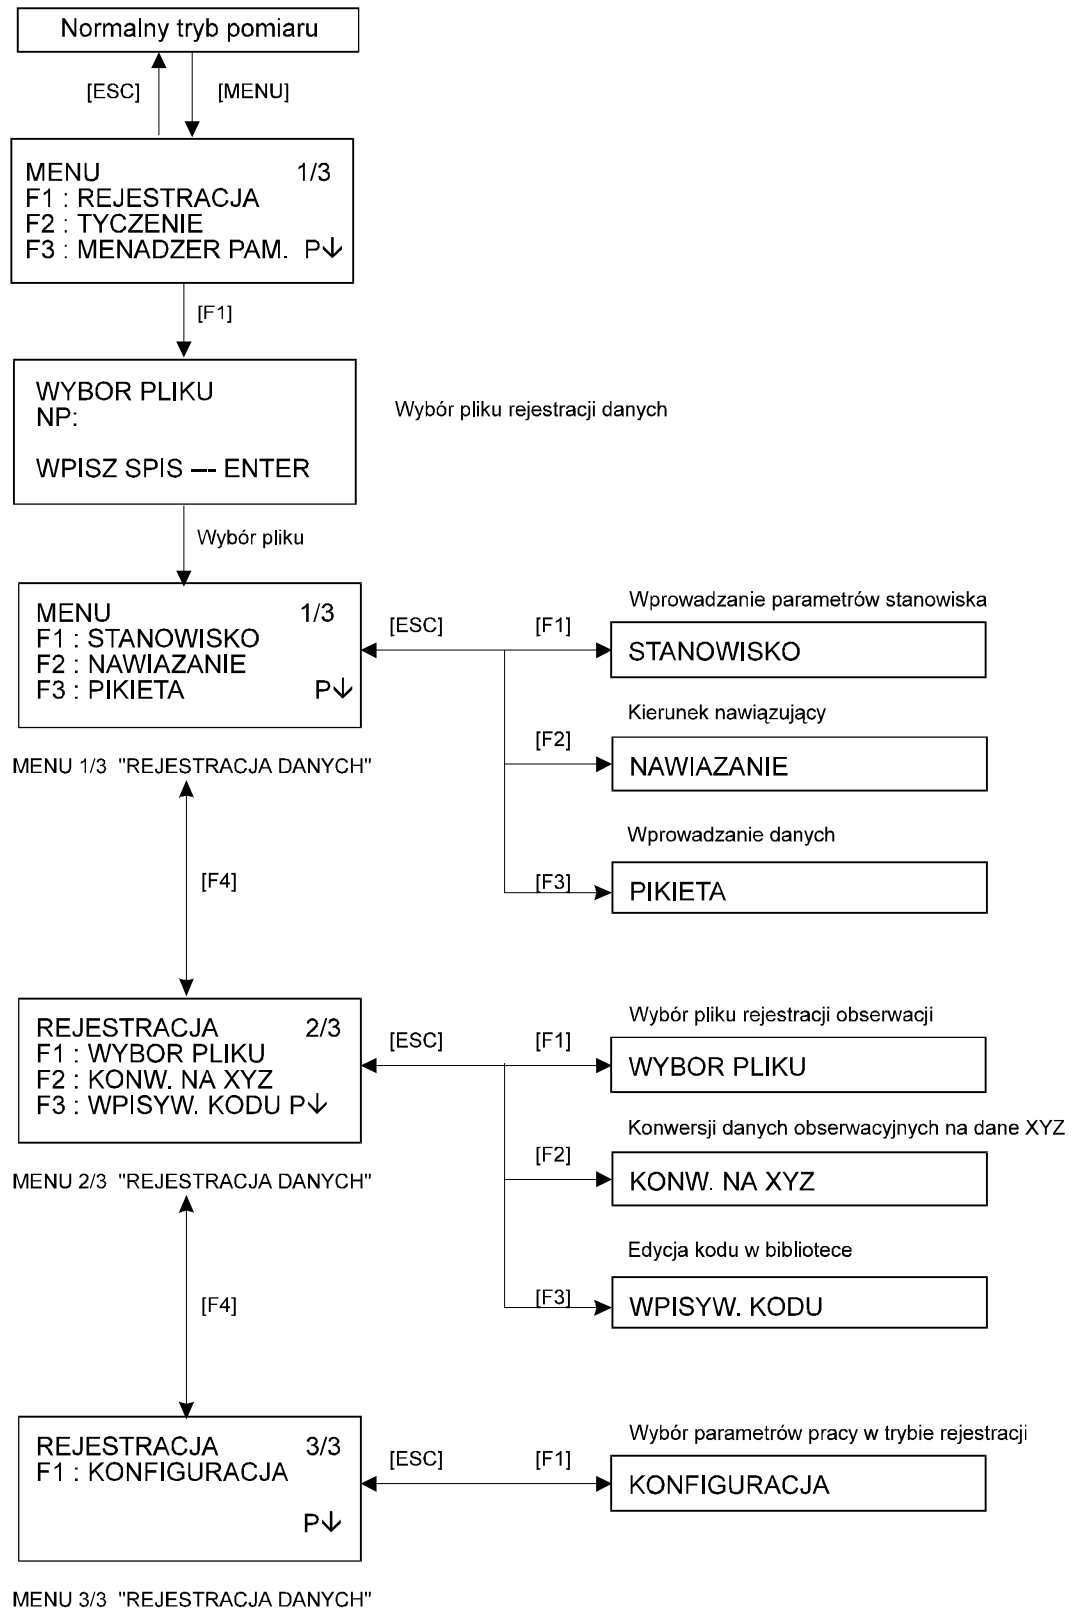 Normalny tryb pomiaru
[ESC] [MENU]
MENU 1/3
F1 : REJESTRACJA
F2 : TYCZENIE
F3 : MENADZER PAM. P↓
[F1]
WYBOR PLIKU
NP:
WPISZ SPIS --- ENTER
Wybór pliku rejestracji danych
Wybór pliku
MENU 1/3
F1 : STANOWISKO
F2 : NAWIAZANIE
F3 : PIKIETA P↓
[ESC] [F1]
Wprowadzanie parametrów stanowiska
STANOWISKO
Kierunek nawiązujący
[F2]
NAWIAZANIE
MENU 1/3 "REJESTRACJA DANYCH"
Wprowadzanie danych
[F3]
PIKIETA
[F4]
REJESTRACJA 2/3
F1 : WYBOR PLIKU
F2 : KONW. NA XYZ
F3 : WPISYW. KODU P↓
[ESC] [F1]
Wybór pliku rejestracji obserwacji
WYBOR PLIKU
Konwersji danych obserwacyjnych na dane XYZ
[F2]
KONW. NA XYZ
MENU 2/3 "REJESTRACJA DANYCH"
Edycja kodu w bibliotece
[F3]
WPISYW. KODU
[F4]
REJESTRACJA 3/3
F1 : KONFIGURACJA
P↓
[ESC] [F1]
Wybór parametrów pracy w trybie rejestracji
KONFIGURACJA
MENU 3/3 "REJESTRACJA DANYCH"